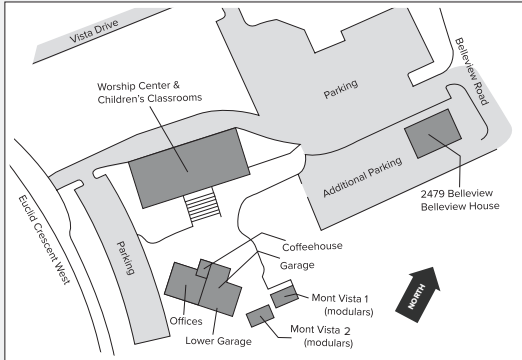 Vista Drive
Belleview Road
Worship Center &
Children's Classrooms
Parking
Additional Parking
2479 Belleview
Belleview House
Euclid Crescent West
Parking
Coffeehouse
Garage
Offices
Lower Garage
Mont Vista 1
(modulars)
Mont Vista 2
(modulars)
NORTH